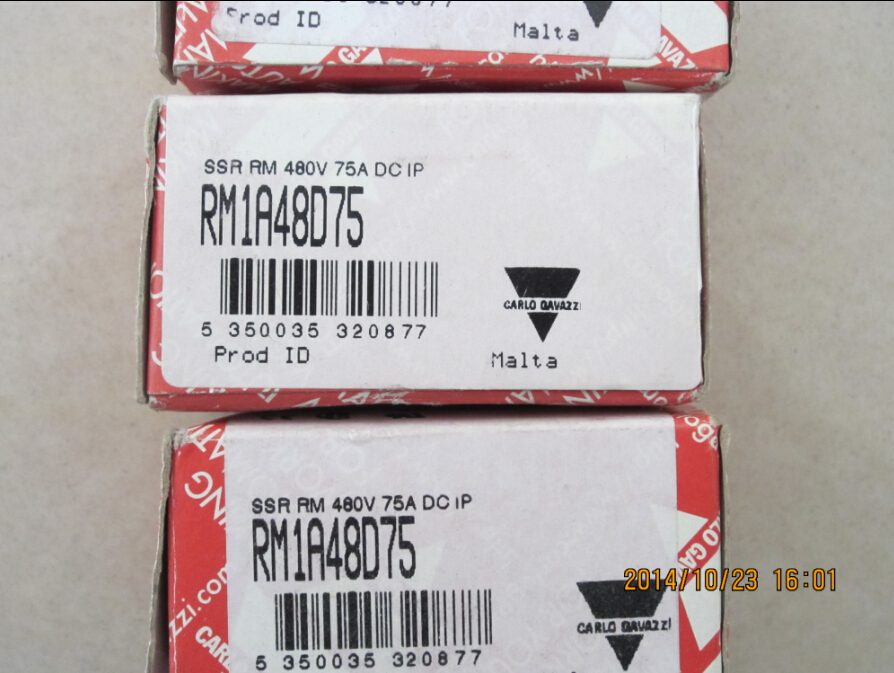 Prod ID
Malta
SSR RM 480V 75A DC IP
RM1A48D75
CARLO GAVAZZI
5 350035 320877
Prod ID
Malta
SSR RM 480V 75A DC IP
RM1A48D75
2014/10/23 16:01
CARLO GAVAZZI
5 350035 320877